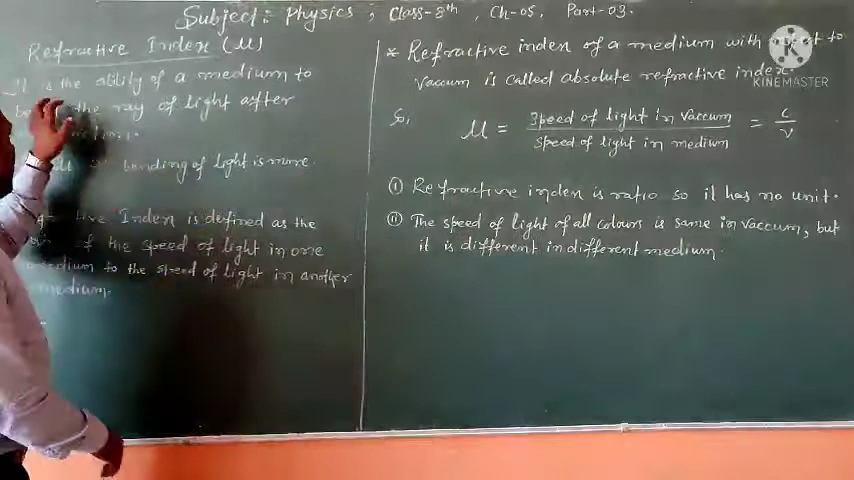 Subject: Physics, Class-8th, Ch-05, Part-03.
Refractive Index (μ)
It is the ability of a medium to
the ray of light after
bending of light is more.
Index is defined as the
of the speed of light in one
medium to the speed of light in another
medium.
* Refractive index of a medium with respect to
vaccum is called absolute refractive index.
So,
μ = speed of light in vaccum / speed of light in medium = c / v
(i) Refractive index is ratio so it has no unit.
(ii) The speed of light of all colours is same in vaccum, but
it is different in different medium.
KINEMASTER